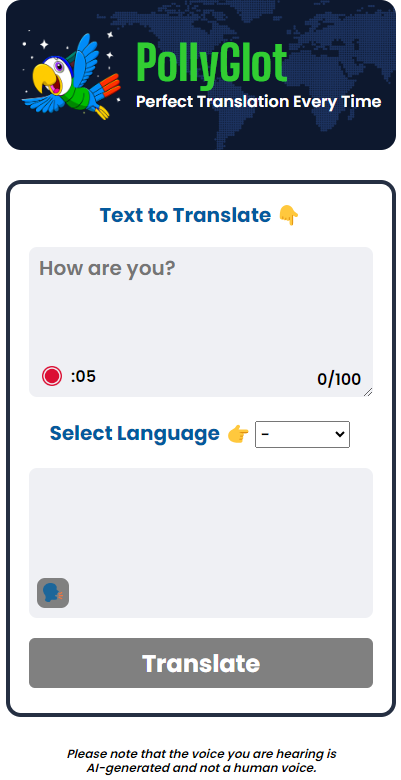 PollyGlot
Perfect Translation Every Time
Text to Translate 👇
How are you?
:05
0/100
Select Language 👉 -
Translate
Please note that the voice you are hearing is
AI-generated and not a human voice.